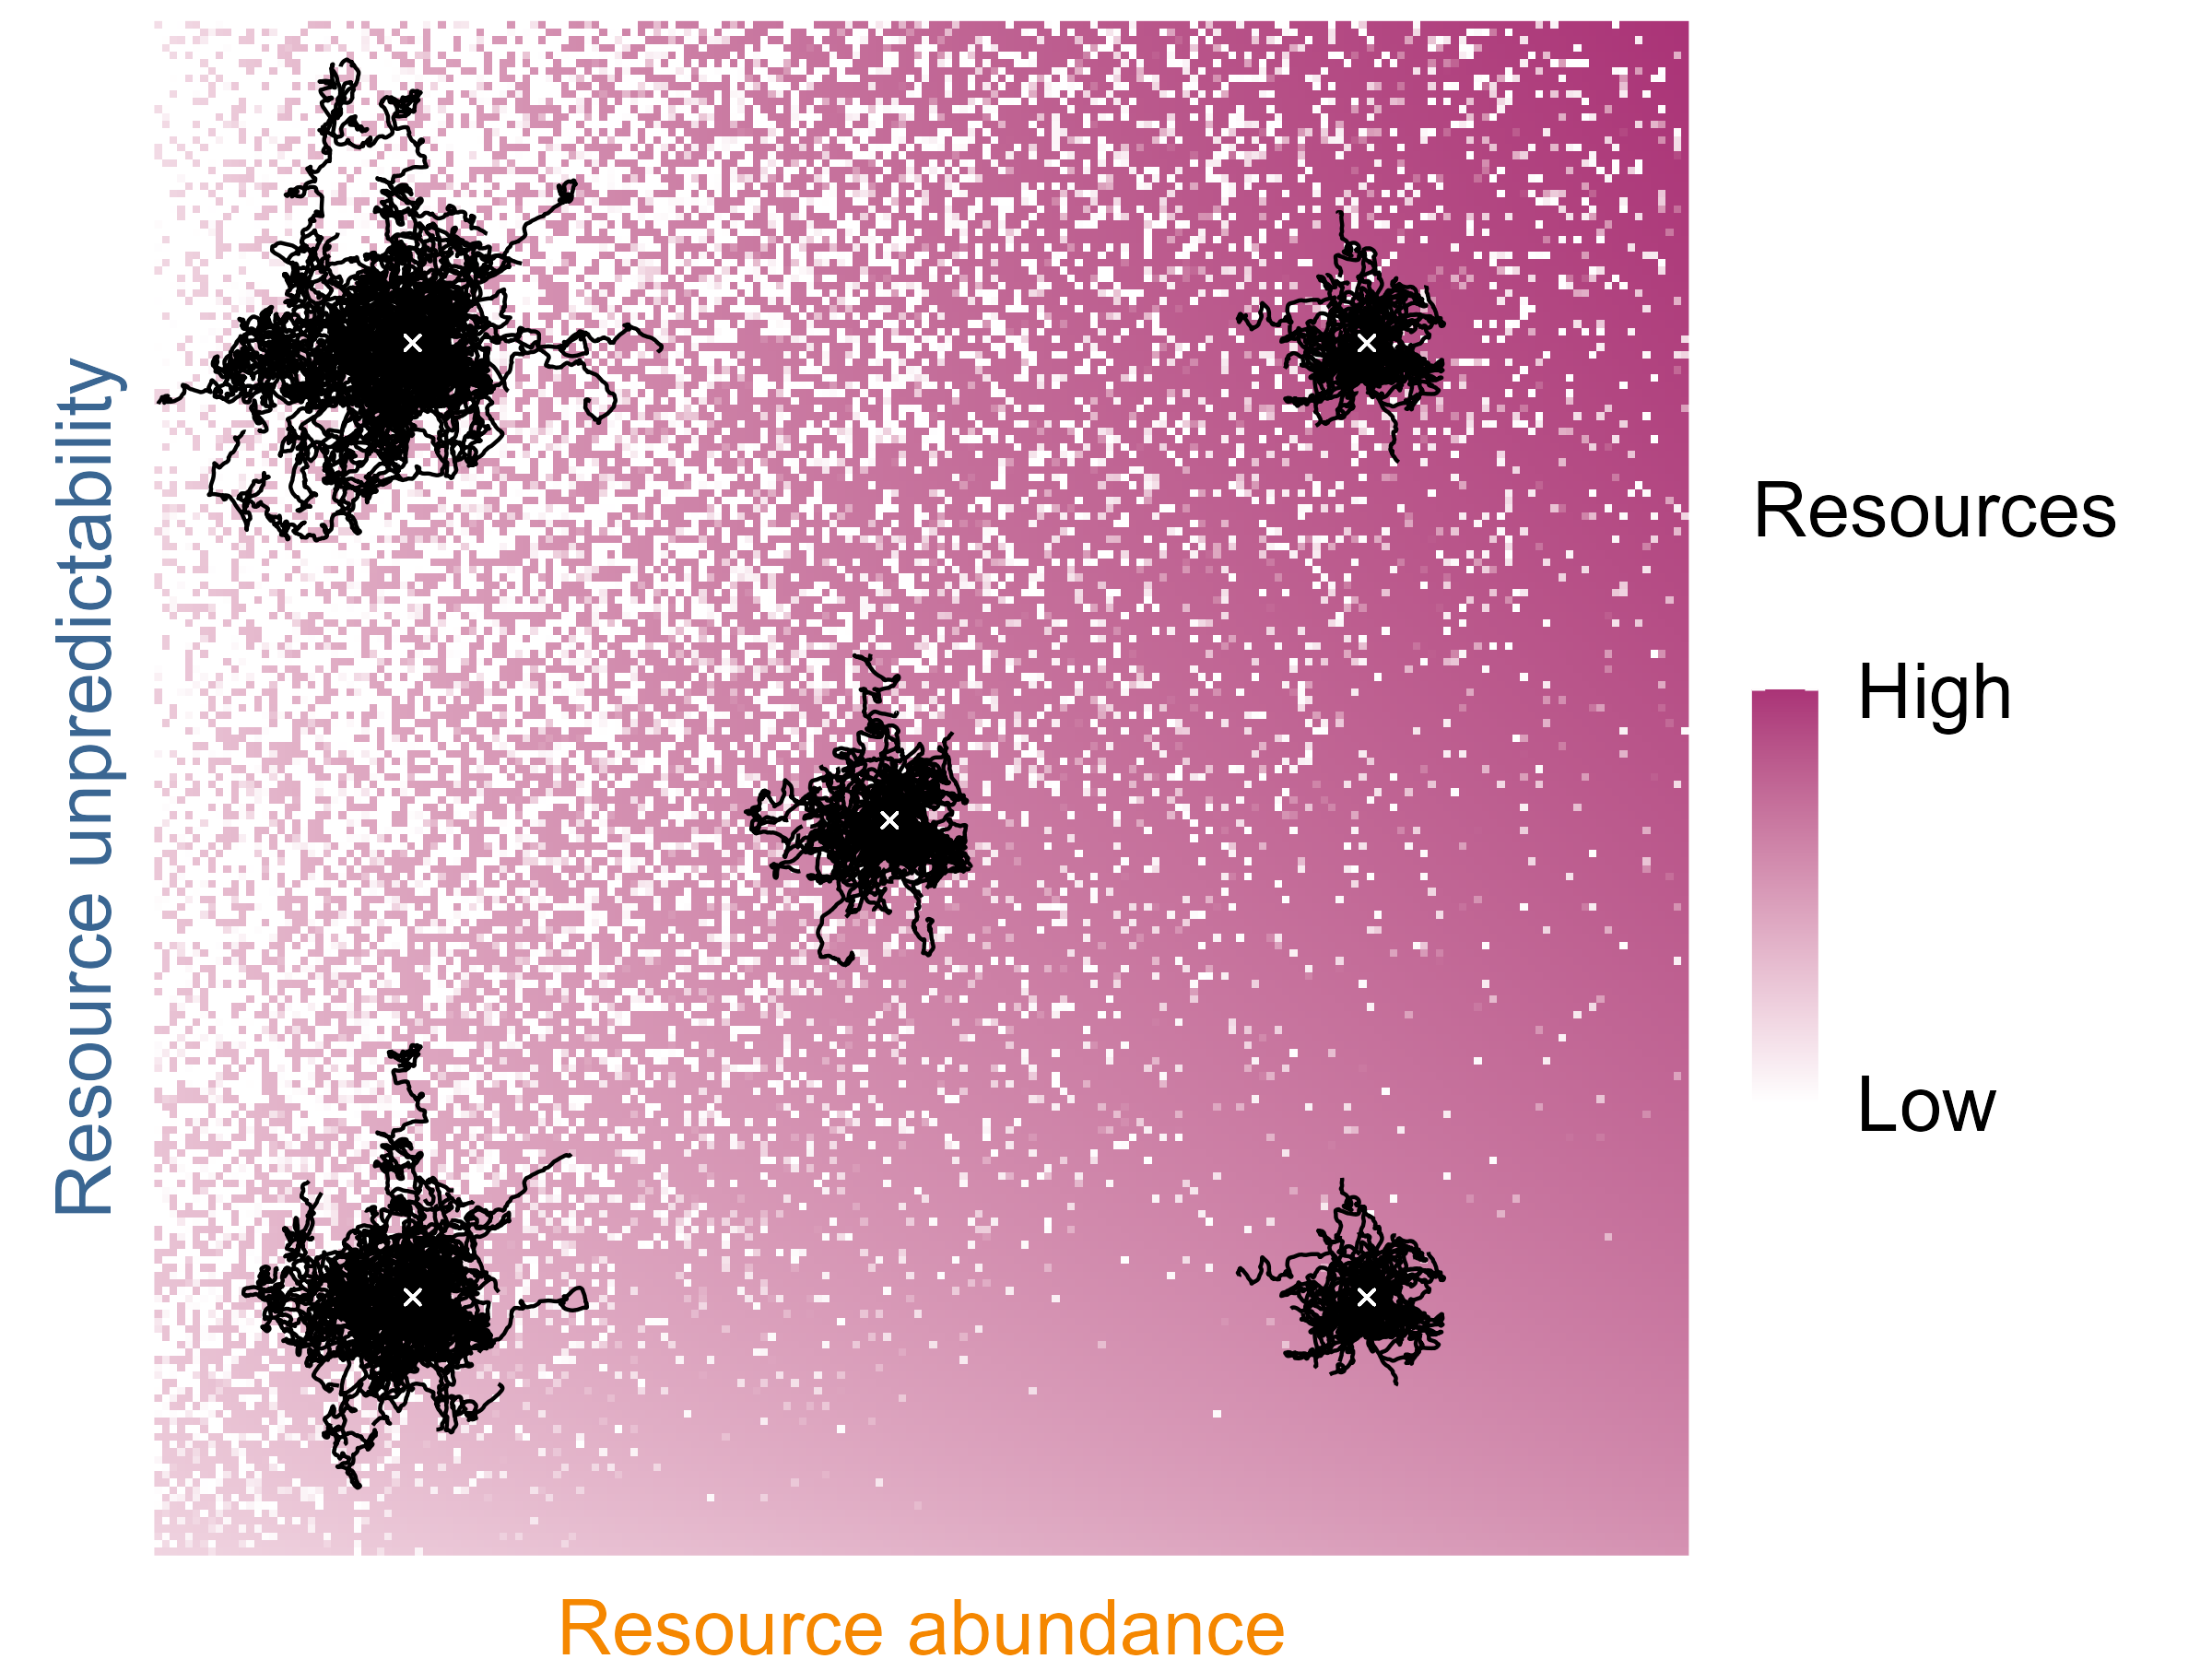 Resource unpredictability
Resources
High
Low
Resource abundance